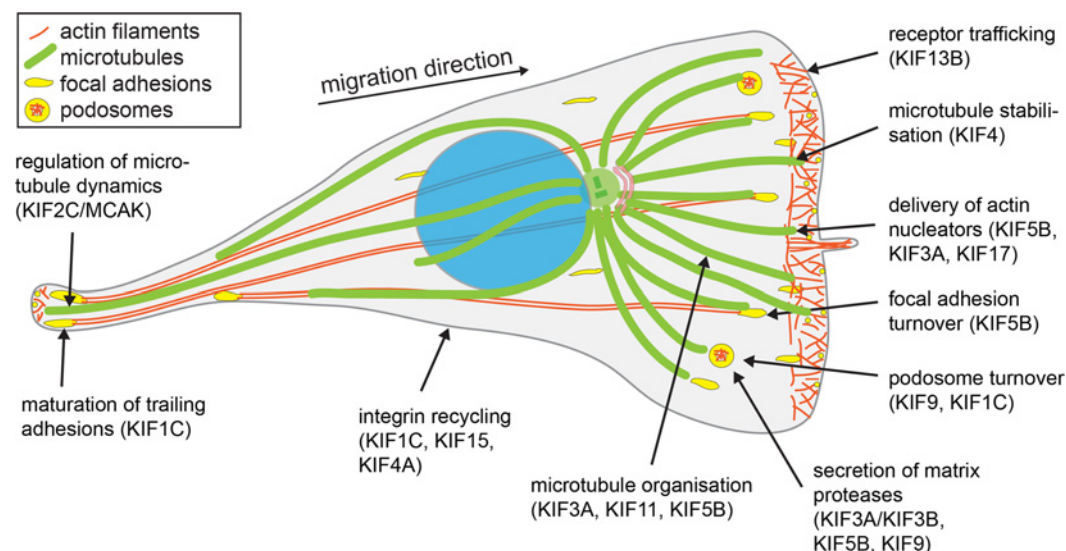 actin filaments
microtubules
focal adhesions
podosomes
migration direction
receptor trafficking
(KIF13B)
microtubule stabili-
sation (KIF4)
regulation of micro-
tubule dynamics
(KIF2C/MCAK)
delivery of actin
nucleators (KIF5B,
KIF3A, KIF17)
focal adhesion
turnover (KIF5B)
maturation of trailing
adhesions (KIF1C)
integrin recycling
(KIF1C, KIF15,
KIF4A)
podosome turnover
(KIF9, KIF1C)
microtubule organisation
(KIF3A, KIF11, KIF5B)
secretion of matrix
proteases
(KIF3A/KIF3B,
KIF5B, KIF9)